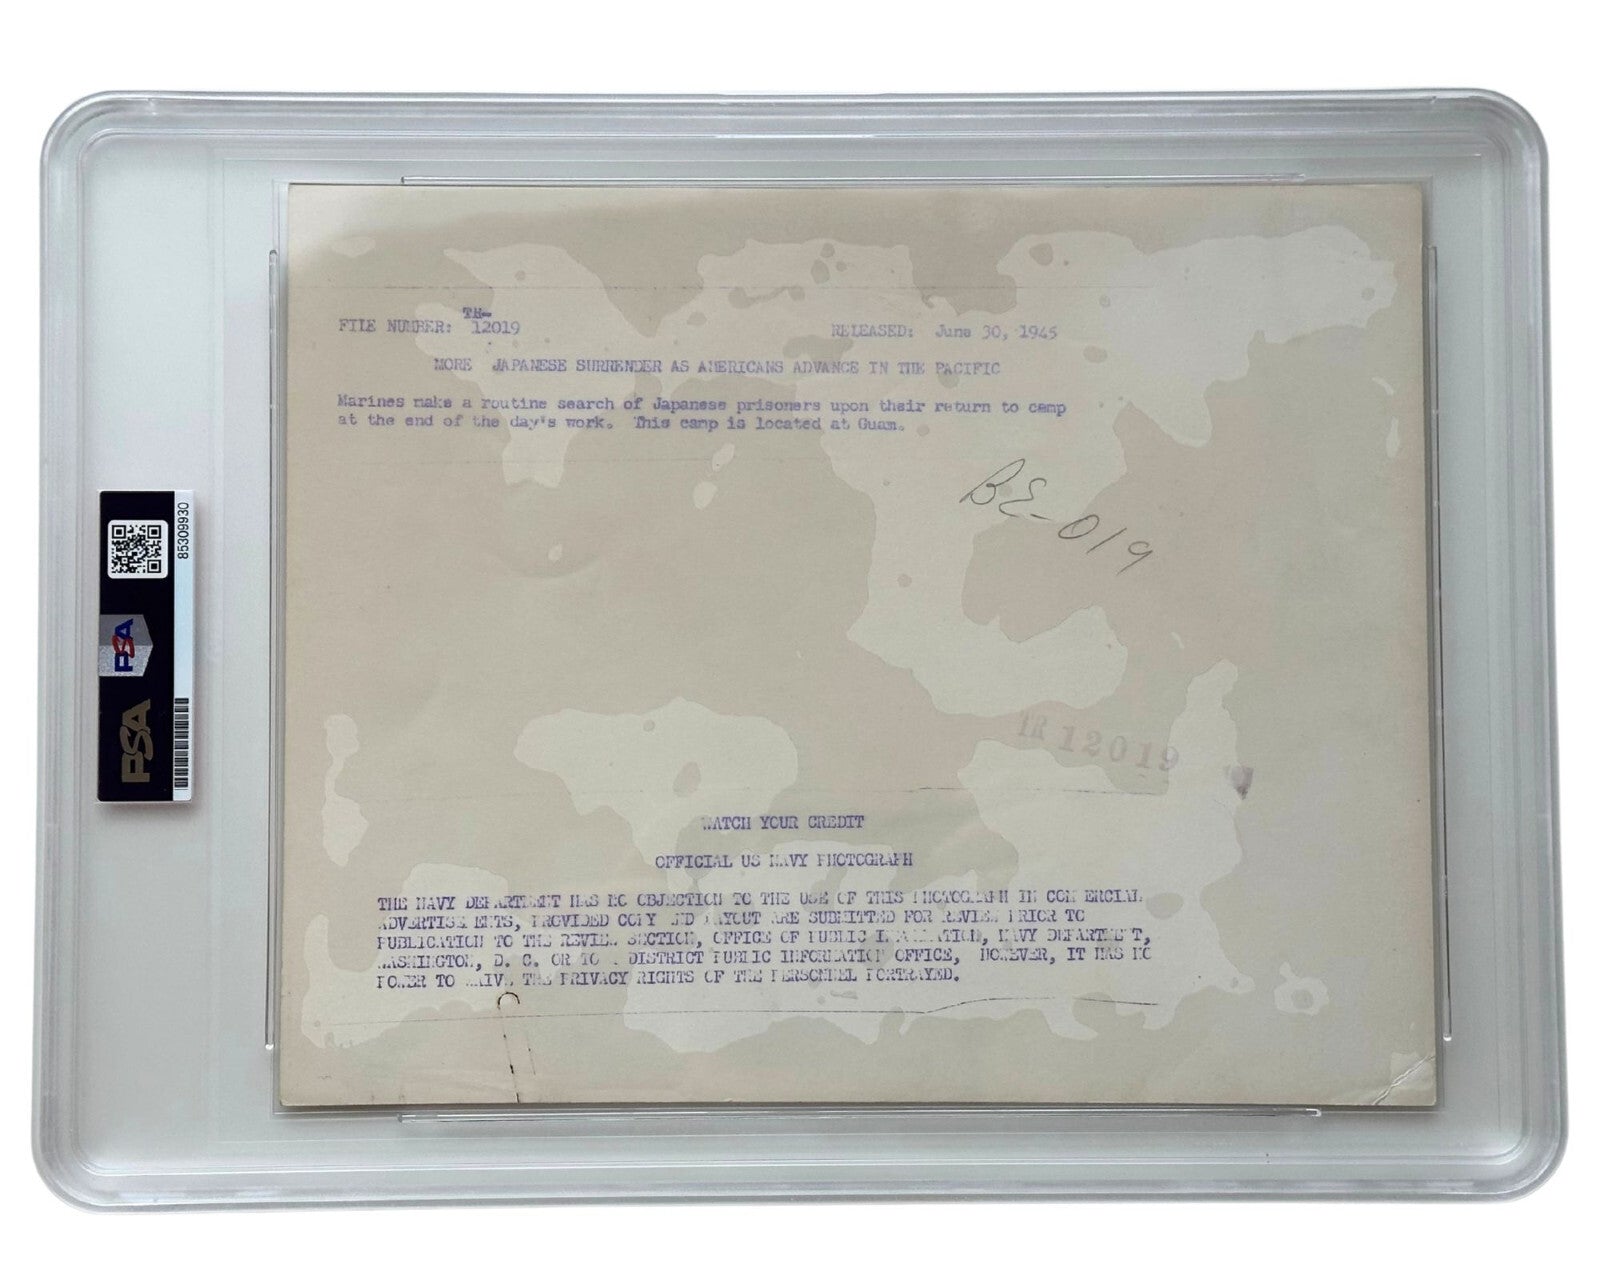 TR-
FILE NUMBER: 12019 RELEASED: June 30, 1945
MORE JAPANESE SURRENDER AS AMERICANS ADVANCE IN THE PACIFIC
Marines make a routine search of Japanese prisoners upon their return to camp
at the end of the day's work. This camp is located at Guam.
BE-019
TR 12019
WATCH YOUR CREDIT
OFFICIAL US NAVY PHOTOGRAPH
THE NAVY DEPARTMENT HAS NO OBJECTION TO THE USE OF THIS PHOTOGRAPH IN COMMERCIAL
ADVERTISEMENTS, PROVIDED COPY AND LAYOUT ARE SUBMITTED FOR REVIEW PRIOR TO
PUBLICATION TO THE REVIEW SECTION, OFFICE OF PUBLIC INFORMATION, NAVY DEPARTMENT,
WASHINGTON, D. C. OR TO A DISTRICT PUBLIC INFORMATION OFFICE, HOWEVER, IT HAS NO
POWER TO WAIVE THE PRIVACY RIGHTS OF THE PERSONNEL PORTRAYED.
85309930
PSA
PSA